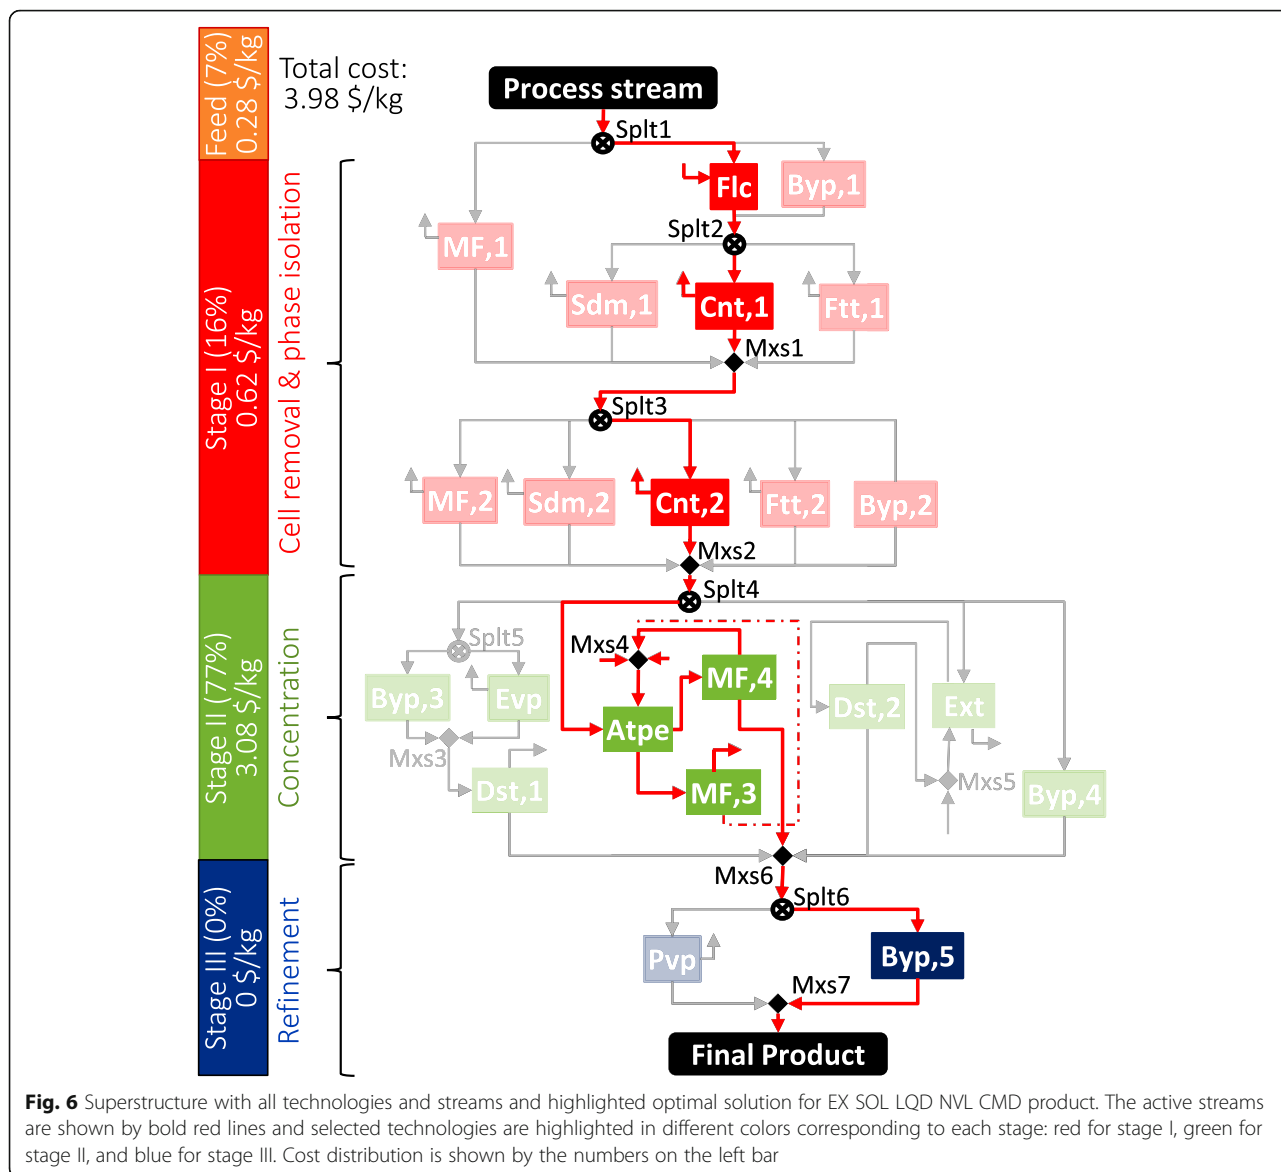 Feed (7%)
0.28 $/kg
Total cost:
3.98 $/kg
Process stream
Splt1
Flc
Byp,1
MF,1
Splt2
Sdm,1
Cnt,1
Ftt,1
Mxs1
Stage I (16%)
0.62 $/kg
Cell removal & phase isolation
Splt3
MF,2
Sdm,2
Cnt,2
Ftt,2
Byp,2
Mxs2
Splt4
Stage II (77%)
3.08 $/kg
Concentration
Splt5
Mxs4
Byp,3
Evp
MF,4
Dst,2
Ext
Atpe
Mxs3
Dst,1
MF,3
Mxs5
Byp,4
Mxs6
Stage III (0%)
0 $/kg
Refinement
Splt6
Pvp
Byp,5
Mxs7
Final Product
Fig. 6 Superstructure with all technologies and streams and highlighted optimal solution for EX SOL LQD NVL CMD product. The active streams
are shown by bold red lines and selected technologies are highlighted in different colors corresponding to each stage: red for stage I, green for
stage II, and blue for stage III. Cost distribution is shown by the numbers on the left bar